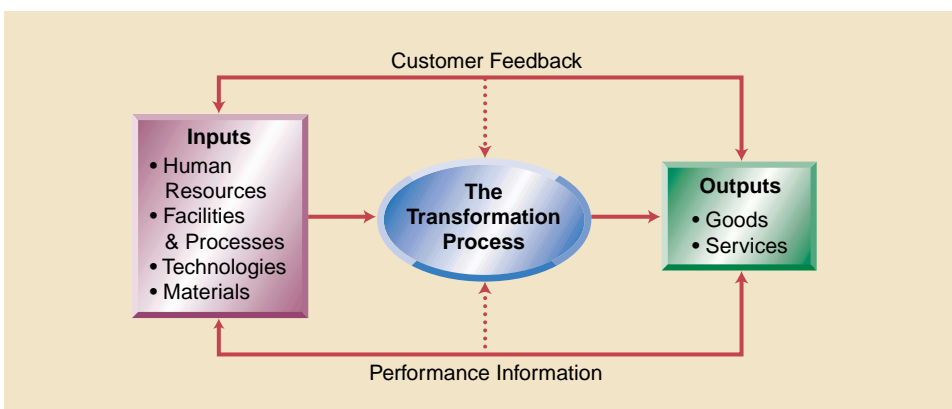 Customer Feedback
Inputs
• Human
Resources
• Facilities
& Processes
• Technologies
• Materials
The
Transformation
Process
Outputs
• Goods
• Services
Performance Information